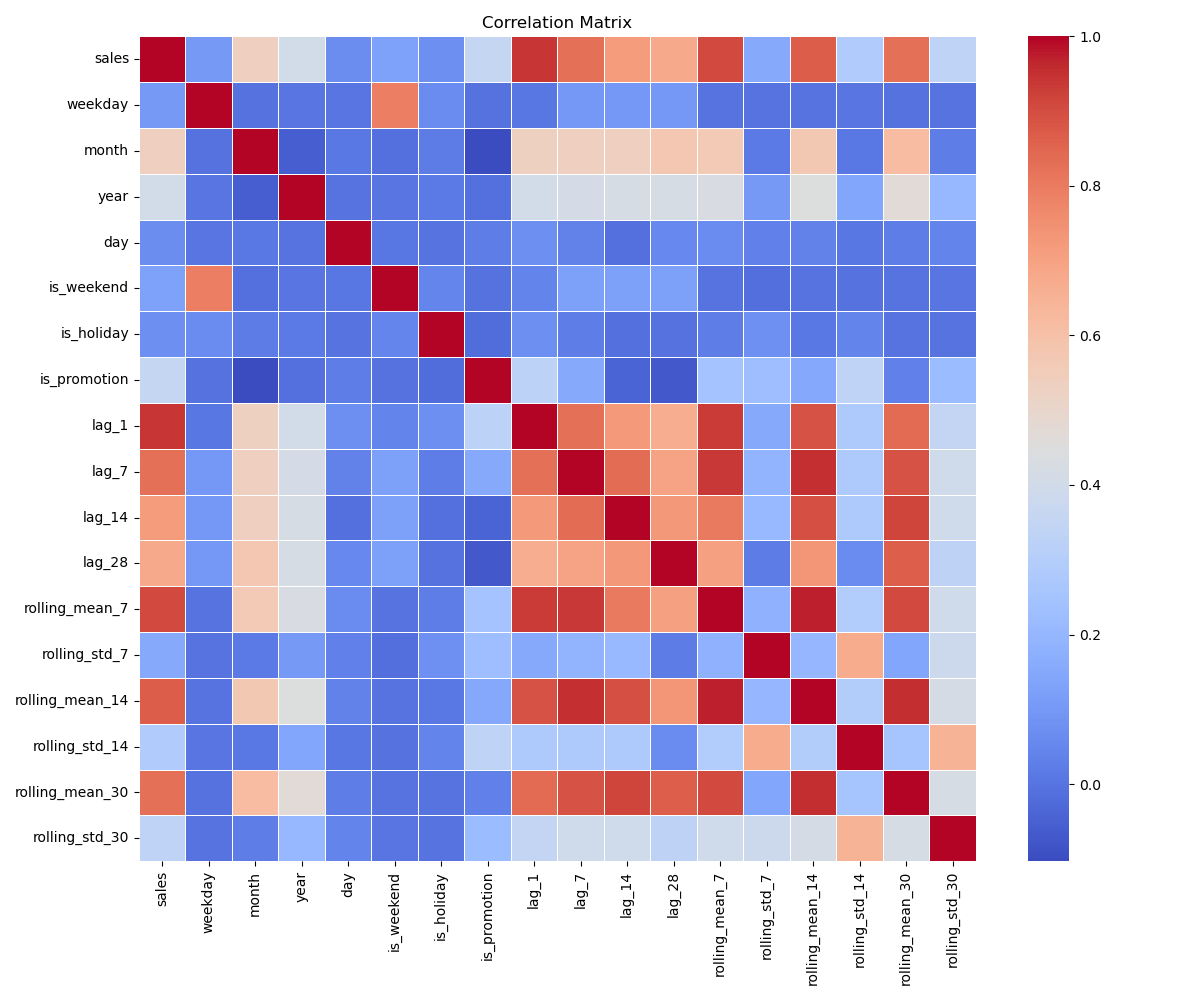 Correlation Matrix
sales
weekday
month
year
day
is_weekend
is_holiday
is_promotion
lag_1
lag_7
lag_14
lag_28
rolling_mean_7
rolling_std_7
rolling_mean_14
rolling_std_14
rolling_mean_30
rolling_std_30
sales
weekday
month
year
day
is_weekend
is_holiday
is_promotion
lag_1
lag_7
lag_14
lag_28
rolling_mean_7
rolling_std_7
rolling_mean_14
rolling_std_14
rolling_mean_30
rolling_std_30
1.0
0.8
0.6
0.4
0.2
0.0